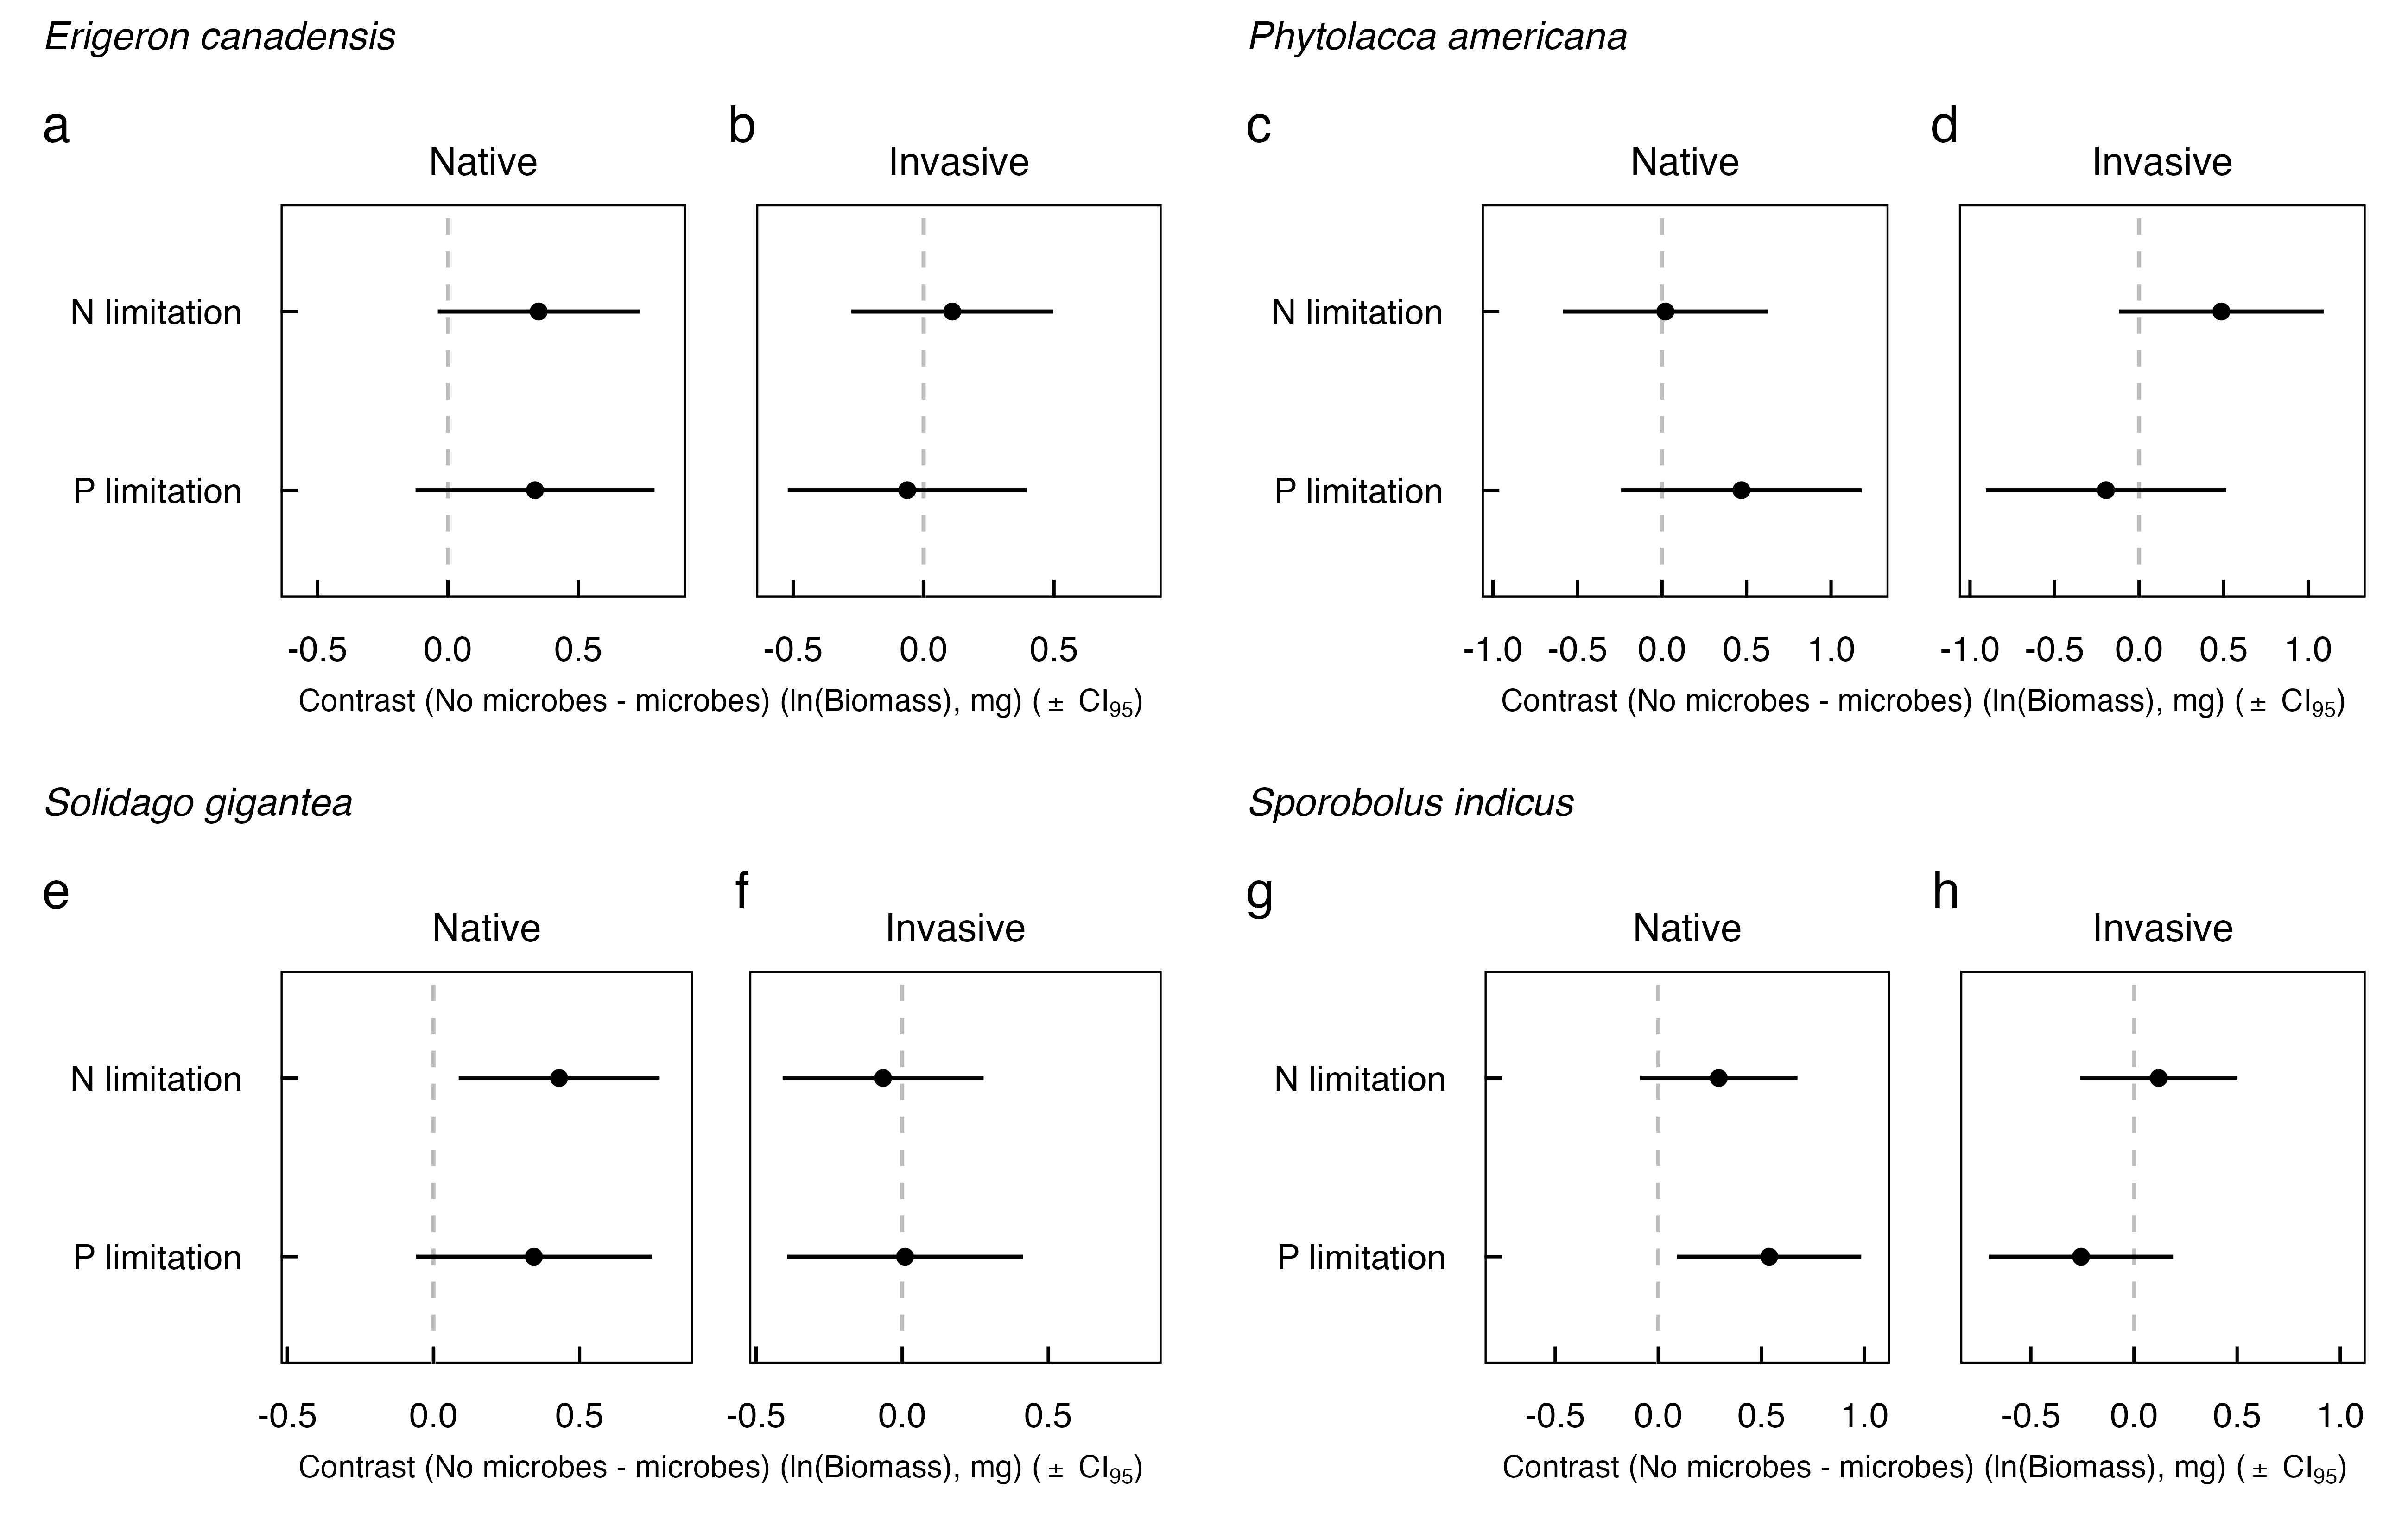 Erigeron canadensis
Phytolacca americana
a
b
c
d
Native
Invasive
Native
Invasive
N limitation
N limitation
P limitation
P limitation
-0.5 0.0 0.5
-0.5 0.0 0.5
-1.0 -0.5 0.0 0.5 1.0
-1.0 -0.5 0.0 0.5 1.0
Contrast (No microbes - microbes) (ln(Biomass), mg) (± CI95)
Contrast (No microbes - microbes) (ln(Biomass), mg) (± CI95)
Solidago gigantea
Sporobolus indicus
e
f
g
h
Native
Invasive
Native
Invasive
N limitation
N limitation
P limitation
P limitation
-0.5 0.0 0.5
-0.5 0.0 0.5
-0.5 0.0 0.5 1.0
-0.5 0.0 0.5 1.0
Contrast (No microbes - microbes) (ln(Biomass), mg) (± CI95)
Contrast (No microbes - microbes) (ln(Biomass), mg) (± CI95)